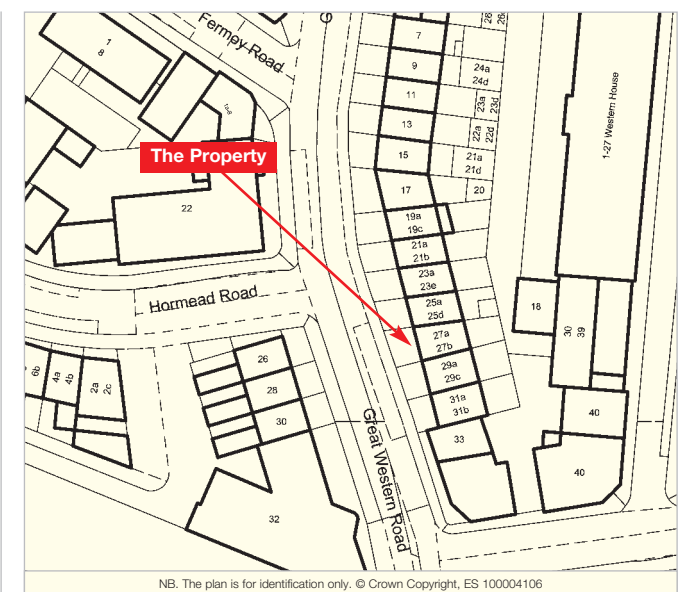 Fermoy Road
1
8
1a-8
The Property
22
Hormead Road
7
9
11
13
15
17
19a
19c
21a
21b
23a
23e
25a
25d
27a
27b
29a
29c
31a
31b
33
24a
24d
23a
23d
22a
22d
21a
21d
20
1-27 Western House
18
30
39
40
40
6b
4a
4b
2a
2c
26
28
30
32
Great Western Road
NB. The plan is for identification only. © Crown Copyright, ES 100004106